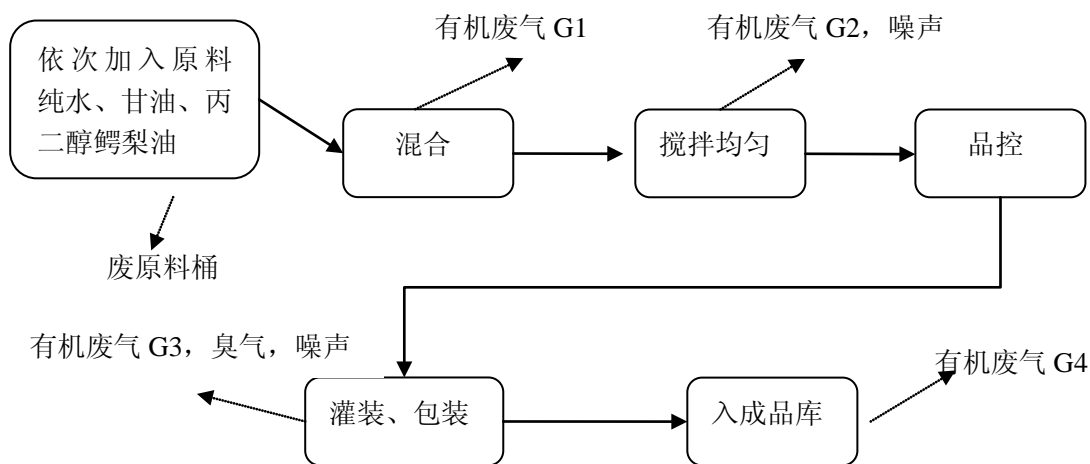 有机废气 G1
有机废气 G2，噪声
依次加入原料
纯水、甘油、丙
二醇鳄梨油
混合
搅拌均匀
品控
废原料桶
有机废气 G3，臭气，噪声
有机废气 G4
灌装、包装
入成品库